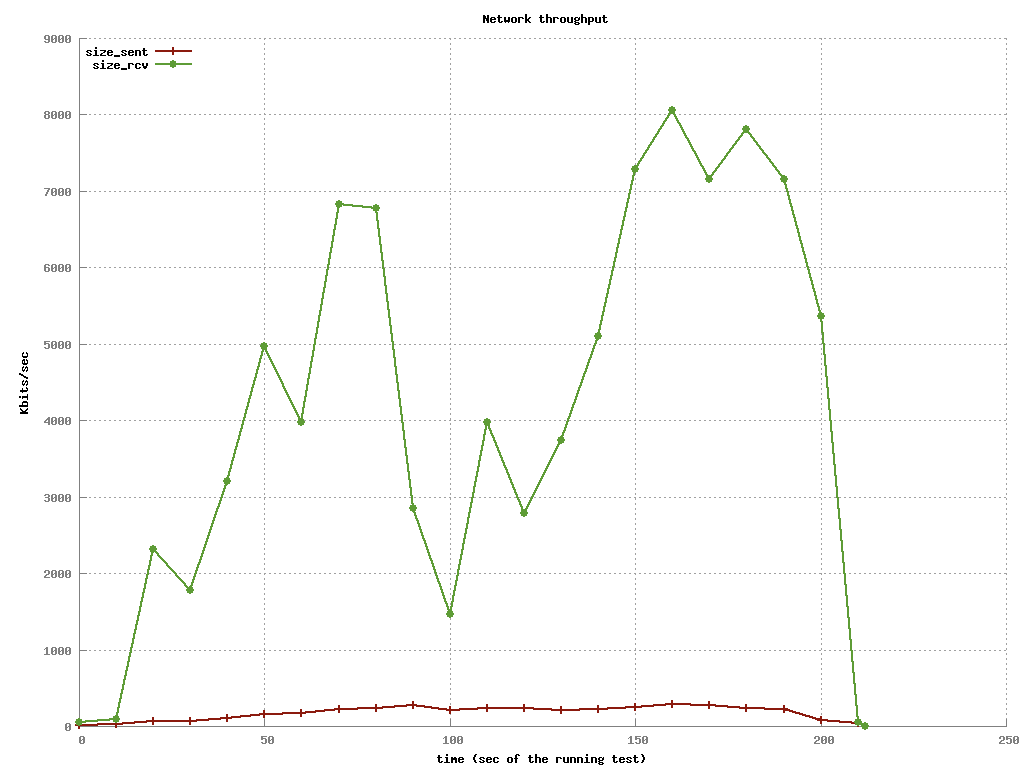 Network throughput
size_sent
size_rcv
9000
8000
7000
6000
5000
4000
3000
2000
1000
0
Kbits/sec
0 50 100 150 200 250
time (sec of the running test)